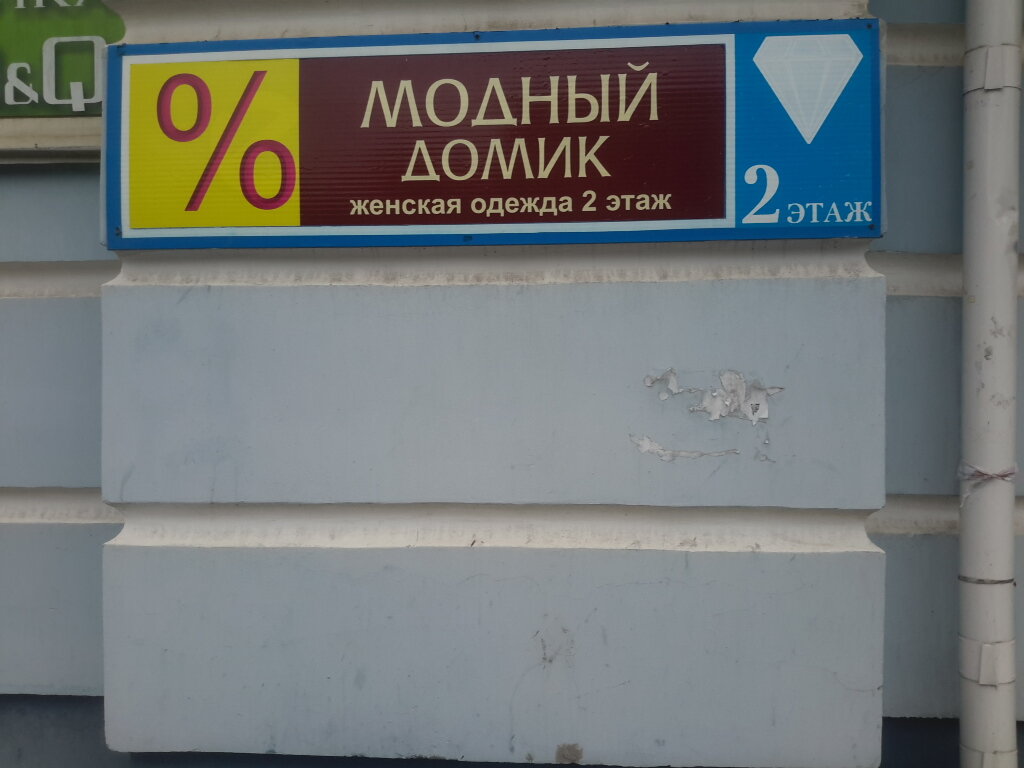 &Q
%
МОДНЫЙ
ДОМИК
женская одежда 2 этаж
2 ЭТАЖ